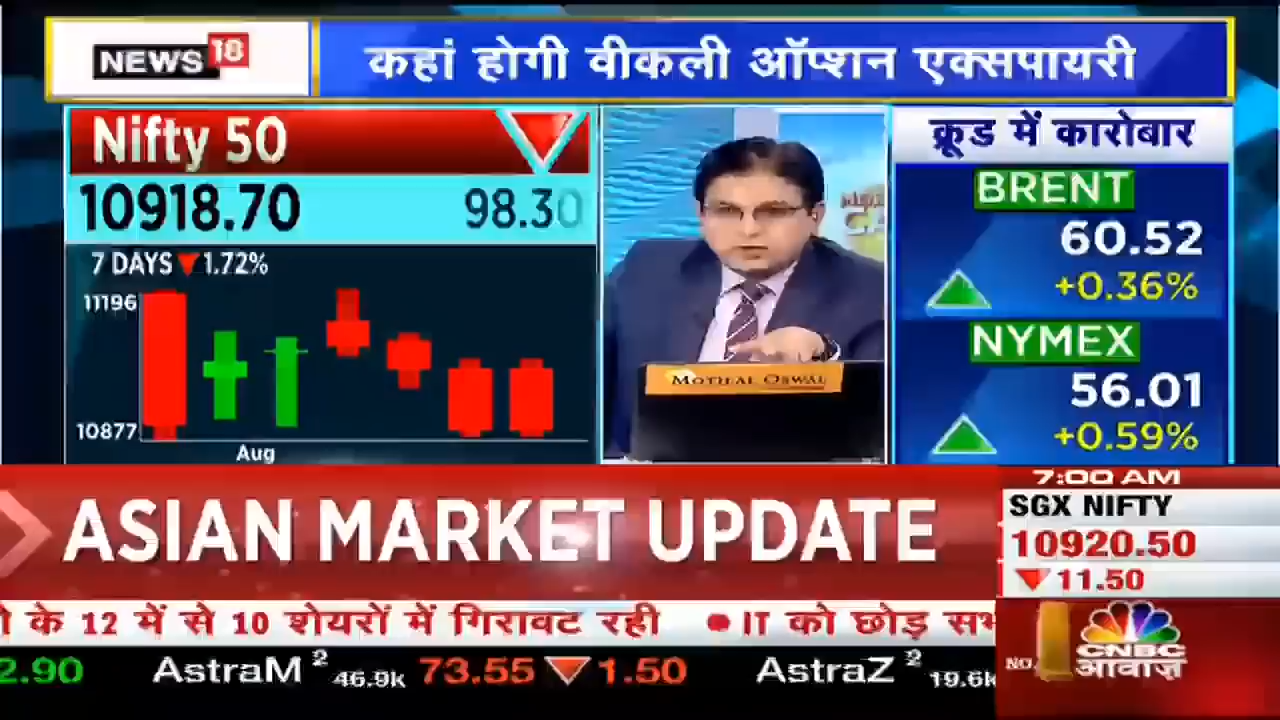 NEWS 18
कहां होगी वीकली ऑप्शन एक्सपायरी
Nifty 50
10918.70 98.30
7 DAYS 1.72%
11196
10877
Aug
MOTILAL OSWAL
क्रूड में कारोबार
BRENT
60.52
+0.36%
NYMEX
56.01
+0.59%
ASIAN MARKET UPDATE
7:00 AM
SGX NIFTY
10920.50
11.50
के 12 में से 10 शेयरों में गिरावट रही • IT को छोड़
2.90 AstraM 2 46.9k 73.55 1.50 AstraZ 2 19.6k
NO.
CNBC
आवाज़